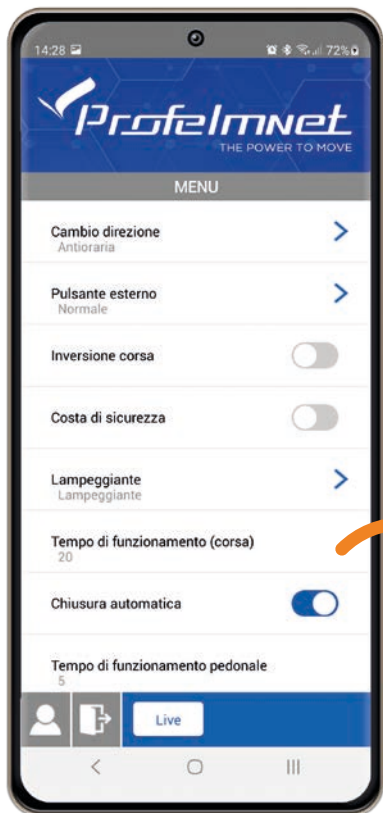 14:28 72%
Profelmnet
THE POWER TO MOVE
MENU
Cambio direzione
Antioraria
Pulsante esterno
Normale
Inversione corsa
Costa di sicurezza
Lampeggiante
Lampeggiante
Tempo di funzionamento (corsa)
20
Chiusura automatica
Tempo di funzionamento pedonale
5
Live